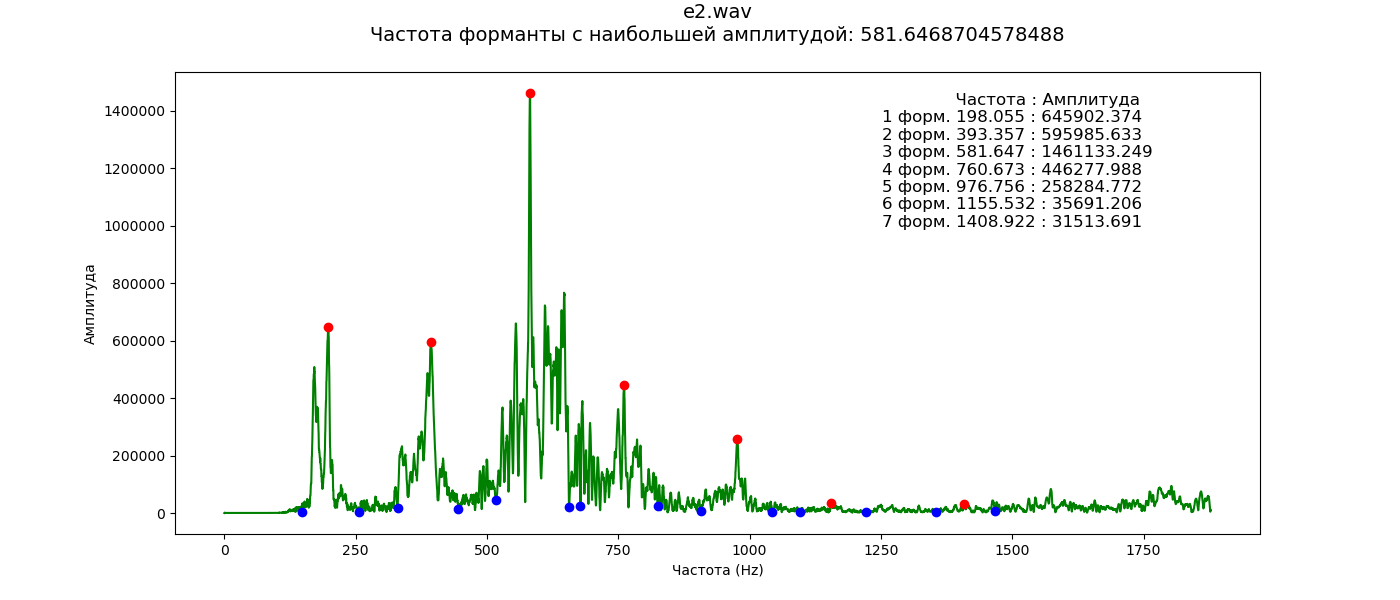 e2.wav
Частота форманты с наибольшей амплитудой: 581.6468704578488
Частота : Амплитуда
1 форм. 198.055 : 645902.374
2 форм. 393.357 : 595985.633
3 форм. 581.647 : 1461133.249
4 форм. 760.673 : 446277.988
5 форм. 976.756 : 258284.772
6 форм. 1155.532 : 35691.206
7 форм. 1408.922 : 31513.691
Амплитуда
1400000
1200000
1000000
800000
600000
400000
200000
0
0 250 500 750 1000 1250 1500 1750
Частота (Hz)